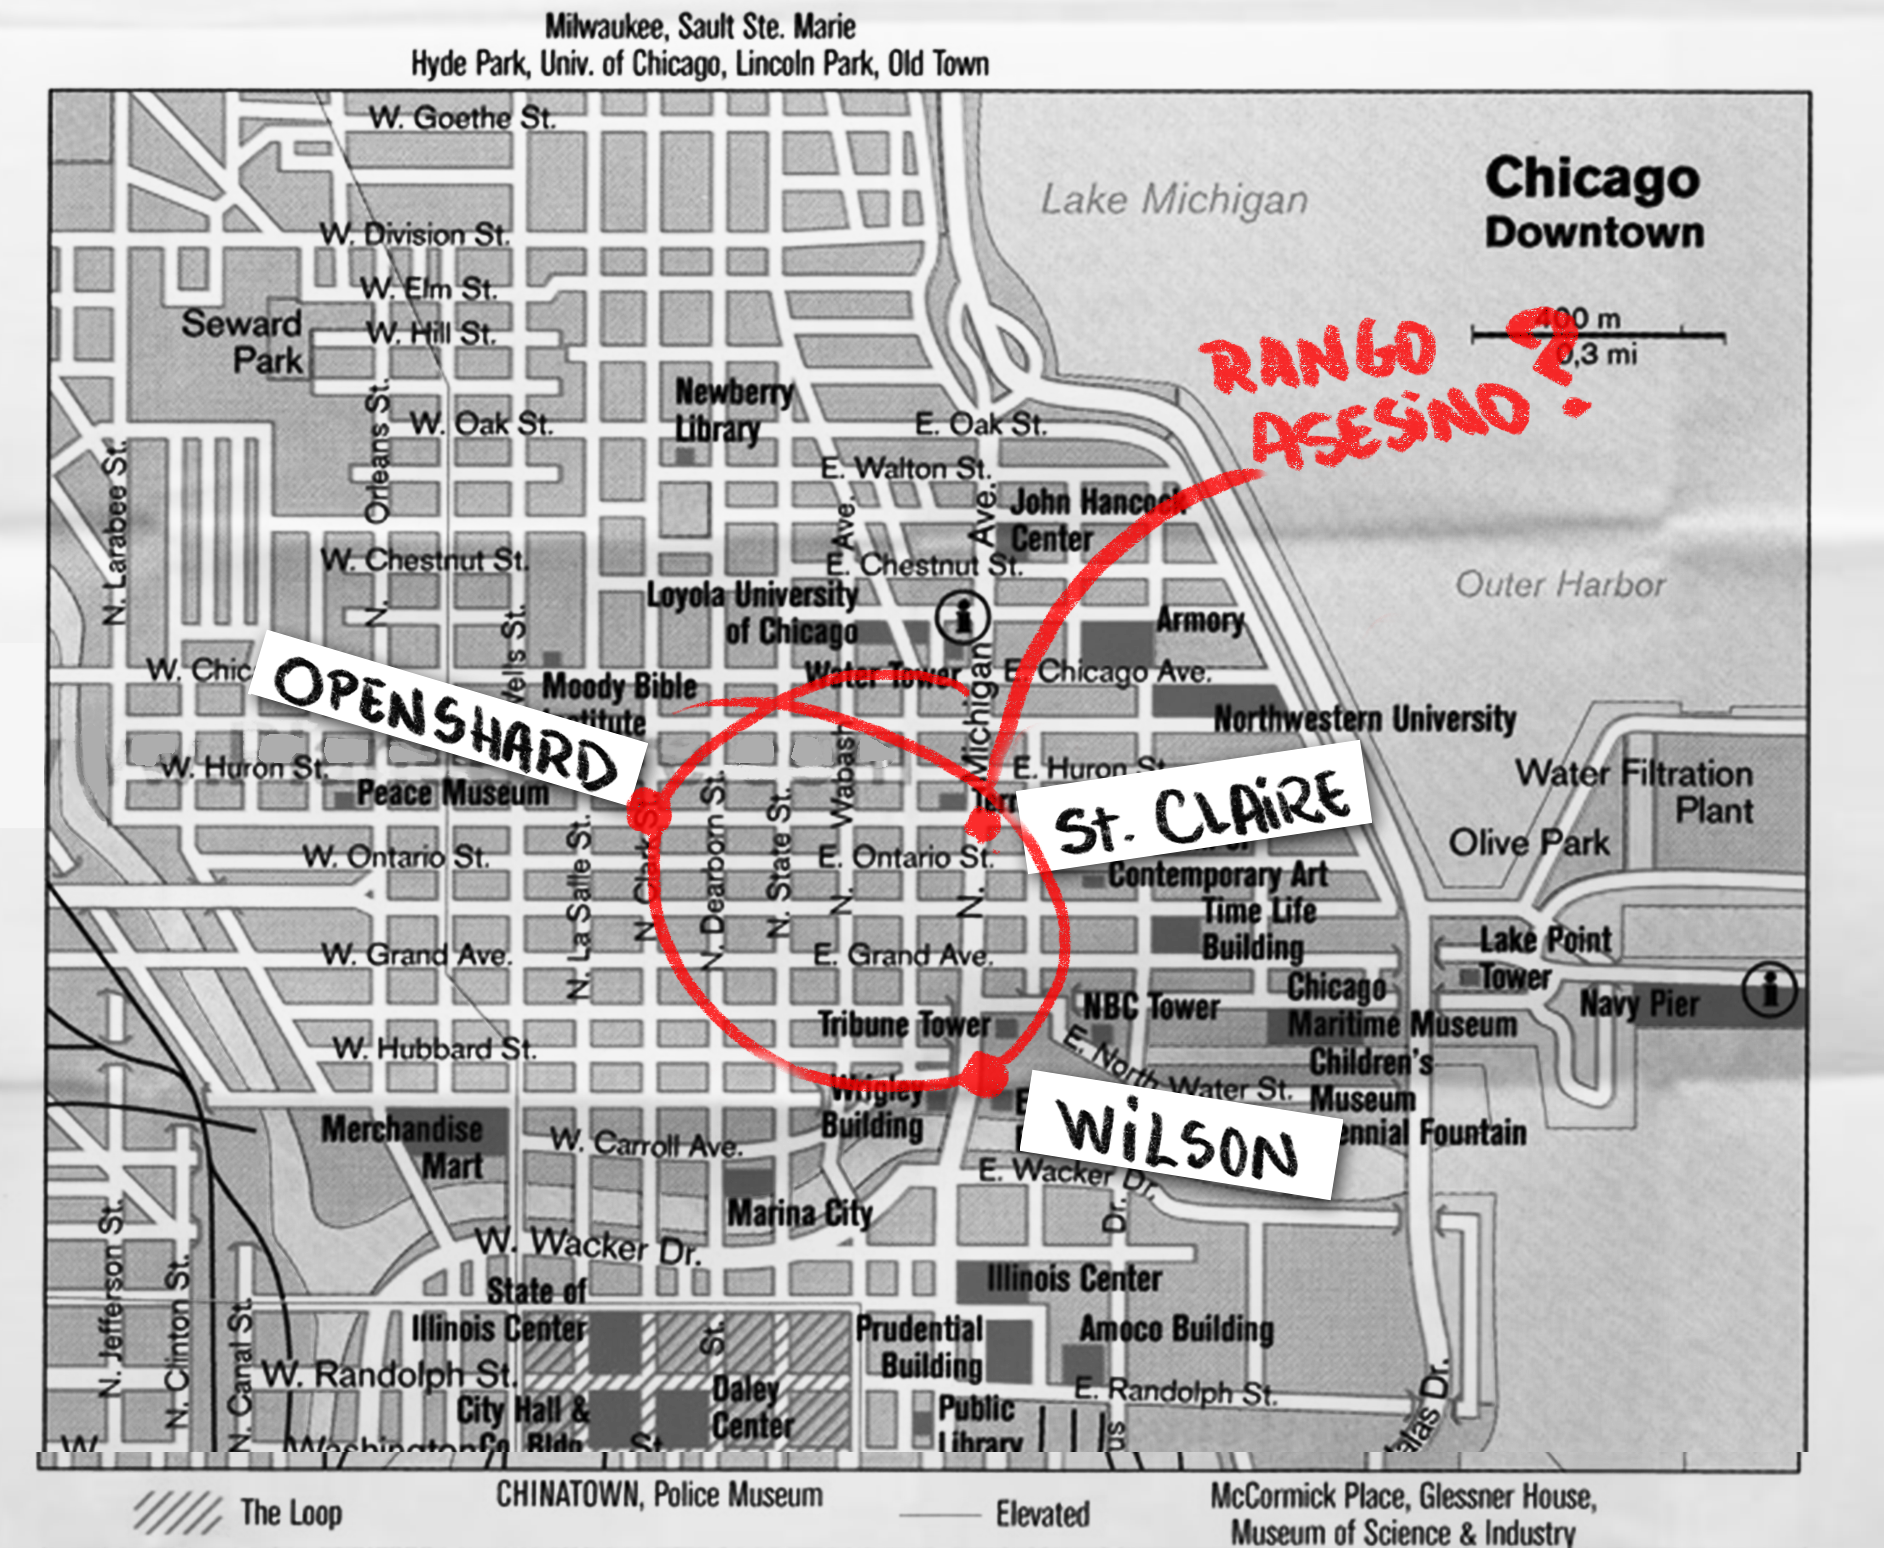 Milwaukee, Sault Ste. Marie
Hyde Park, Univ. of Chicago, Lincoln Park, Old Town
W. Goethe St.
Lake Michigan
Chicago
Downtown
W. Division St.
W. Elm St.
Seward
Park
W. Hill St.
400 m
0,3 mi
RANGO
ASESiNO?
Newberry
Library
N. Orleans St.
W. Oak St.
E. Oak St.
N. Larabee St.
E. Walton St.
John Hancock
Center
W. Chestnut St.
E. Chestnut St.
Outer Harbor
Loyola University
of Chicago
i
Armory
W. Chic
OPENSHARD
Wells St.
Moody Bible
Institute
Water Tower
E. Chicago Ave.
N. Michigan Ave.
Northwestern University
W. Huron St.
E. Huron St.
Peace Museum
N. Wabash Ave.
Terr
St. CLAiRE
Water Filtration
Plant
Olive Park
W. Ontario St.
N. La Salle St.
N. Clark St.
N. Dearborn St.
N. State St.
E. Ontario St.
Contemporary Art
Time Life
Building
W. Grand Ave.
E. Grand Ave.
Lake Point
Tower
Chicago
Maritime Museum
Navy Pier
i
NBC Tower
Tribune Tower
W. Hubbard St.
E. North Water St.
Children's
Museum
Wrigley
Building
WiLSON
ennial Fountain
Merchandise
Mart
W. Carroll Ave.
E. Wacker Dr.
Marina City
W. Wacker Dr.
Dr.
State of
Illinois Center
Illinois Center
N. Jefferson St.
N. Clinton St.
N. Canal St.
St.
Prudential
Building
Amoco Building
W. Randolph St.
E. Randolph St.
City Hall &
Co. Bldg.
Daley
Center
Public
Library
W.
Washington
St.
us
alas Dr.
The Loop
CHINATOWN, Police Museum
Elevated
McCormick Place, Glessner House,
Museum of Science & Industry